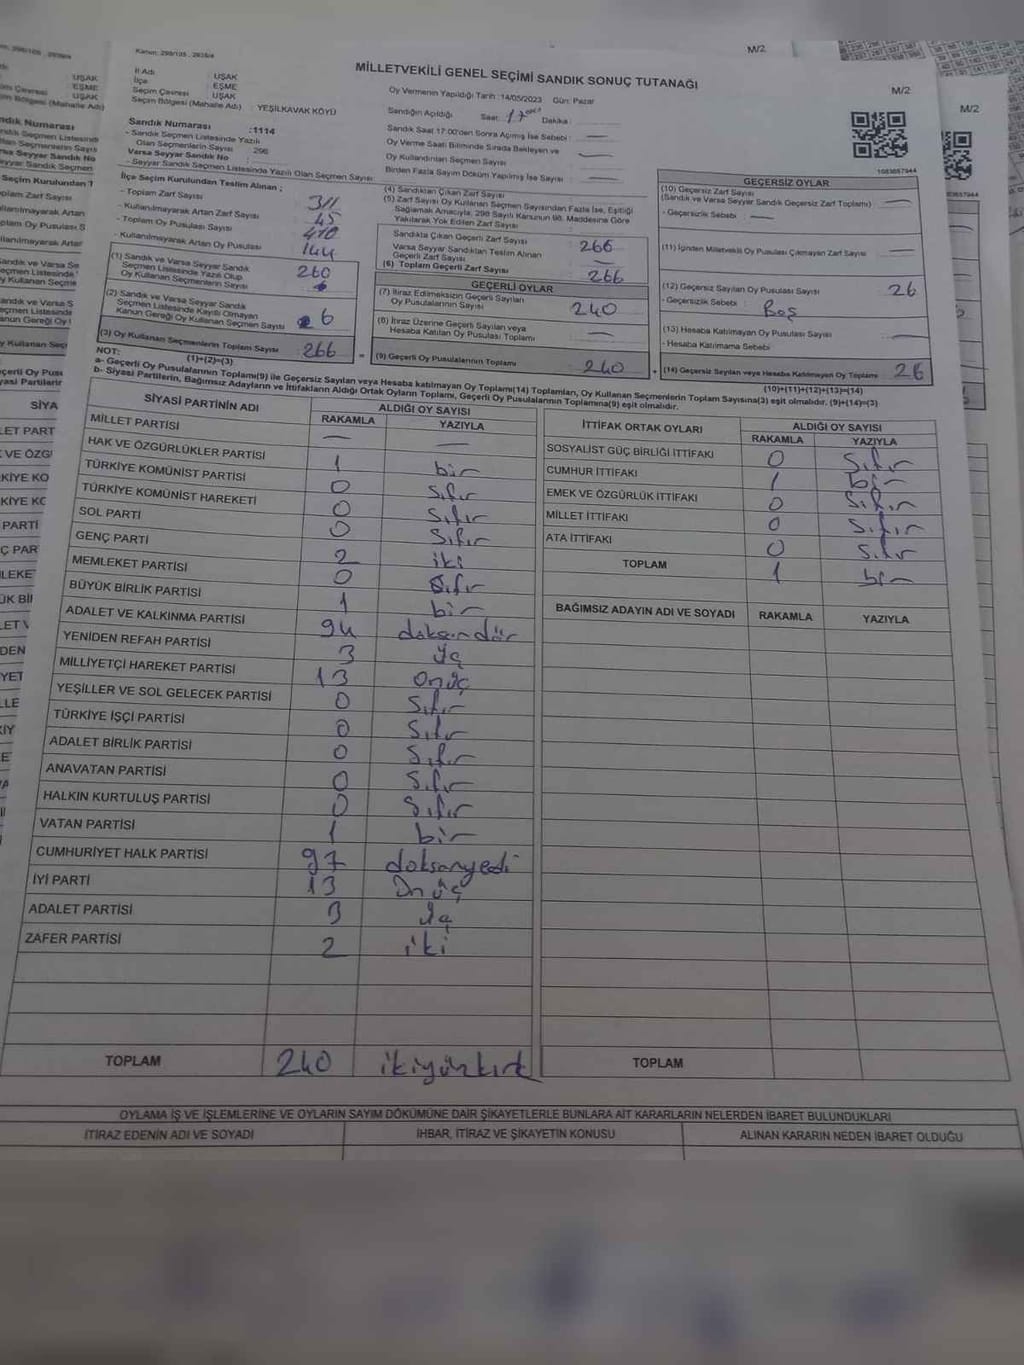 Kanun: 298/105 , 2839/4
M/2
MİLLETVEKİLİ GENEL SEÇİMİ SANDIK SONUÇ TUTANAĞI
M/2
İl Adı : UŞAK
İlçe : EŞME
Seçim Çevresi : UŞAK
Seçim Bölgesi (Mahalle Adı) : YEŞİLKAVAK KÖYÜ
Sandık Numarası :1114
- Sandık Seçmen Listesinde Yazılı
Olan Seçmenlerin Sayısı : 296
Varsa Seyyar Sandık No :
- Seyyar Sandık Seçmen Listesinde Yazılı Olan Seçmen Sayısı:
Oy Vermenin Yapıldığı Tarih :14/05/2023 Gün: Pazar
Sandığın Açıldığı Saat: 17 Dakika :
Sandık Saat 17:00'den Sonra Açılmış İse Sebebi : —
Oy Verme Saati Bitiminde Sırada Bekleyen ve
Oy Kullandırılan Seçmen Sayısı : —
Birden Fazla Sayım Döküm Yapılmış İse Sayısı : —
1083657944
İlçe Seçim Kurulundan Teslim Alınan ;
- Toplam Zarf Sayısı : 311
- Kullanılmayarak Artan Zarf Sayısı : 45
- Toplam Oy Pusulası Sayısı : 410
- Kullanılmayarak Artan Oy Pusulası : 144
(1) Sandık ve Varsa Seyyar Sandık
Seçmen Listesinde Yazılı Olup
Oy Kullanan Seçmenlerin Sayısı : 260
(2) Sandık ve Varsa Seyyar Sandık
Seçmen Listesinde Kayıtlı Olmayan
Kanun Gereği Oy Kullanan Seçmen Sayısı : 6
(3) Oy Kullanan Seçmenlerin Toplam Sayısı : 266
(1)+(2)=(3)
(4) Sandıktan Çıkan Zarf Sayısı
(5) Zarf Sayısı Oy Kullanan Seçmen Sayısından Fazla İse, Eşitliği
Sağlamak Amacıyla, 298 Sayılı Kanunun 98. Maddesine Göre
Yakılarak Yok Edilen Zarf Sayısı :
Sandıkta Çıkan Geçerli Zarf Sayısı : 266
Varsa Seyyar Sandıktan Teslim Alınan
Geçerli Zarf Sayısı : —
(6) Toplam Geçerli Zarf Sayısı : 266
GEÇERLİ OYLAR
(7) İtiraz Edilmeksizin Geçerli Sayılan
Oy Pusulalarının Sayısı : 240
(8) İtiraz Üzerine Geçerli Sayılan veya
Hesaba Katılan Oy Pusulası Toplamı : —
(9) Geçerli Oy Pusulalarının Toplamı : 240
GEÇERSİZ OYLAR
(10) Geçersiz Zarf Sayısı
(Sandık ve Varsa Seyyar Sandık Geçersiz Zarf Toplamı) : —
- Geçersizlik Sebebi : —
(11) İçinden Milletvekili Oy Pusulası Çıkmayan Zarf Sayısı : —
(12) Geçersiz Sayılan Oy Pusulası Sayısı : 26
- Geçersizlik Sebebi : Boş
(13) Hesaba Katılmayan Oy Pusulası Sayısı : —
- Hesaba Katılmama Sebebi
(14) Geçersiz Sayılan veya Hesaba Katılmayan Oy Toplamı : 26
(10)+(11)+(12)+(13)=(14)
NOT:
a- Geçerli Oy Pusulalarının Toplamı(9) ile Geçersiz Sayılan veya Hesaba katılmayan Oy Toplamı(14) Toplamları, Oy Kullanan Seçmenlerin Toplam Sayısına(3) eşit olmalıdır. (9)+(14)=(3)
b- Siyasi Partilerin, Bağımsız Adayların ve İttifakların Aldığı Ortak Oyların Toplamı, Geçerli Oy Pusulalarının Toplamına(9) eşit olmalıdır.
SİYASİ PARTİNİN ADI ALDIĞI OY SAYISI
RAKAMLA YAZIYLA
MİLLET PARTİSİ — —
HAK VE ÖZGÜRLÜKLER PARTİSİ 1 bir
TÜRKİYE KOMÜNİST PARTİSİ 0 sıfır
TÜRKİYE KOMÜNİST HAREKETİ 0 sıfır
SOL PARTİ 0 sıfır
GENÇ PARTİ 2 iki
MEMLEKET PARTİSİ 0 sıfır
BÜYÜK BİRLİK PARTİSİ 1 bir
ADALET VE KALKINMA PARTİSİ 94 doksandör
YENİDEN REFAH PARTİSİ 3 üç
MİLLİYETÇİ HAREKET PARTİSİ 13 onüç
YEŞİLLER VE SOL GELECEK PARTİSİ 0 sıfır
TÜRKİYE İŞÇİ PARTİSİ 0 sıfır
ADALET BİRLİK PARTİSİ 0 sıfır
ANAVATAN PARTİSİ 0 sıfır
HALKIN KURTULUŞ PARTİSİ 0 sıfır
VATAN PARTİSİ 1 bir
CUMHURİYET HALK PARTİSİ 97 doksanyedi
İYİ PARTİ 13 onüç
ADALET PARTİSİ 3 üç
ZAFER PARTİSİ 2 iki
TOPLAM 240 ikiyüzkırk
İTTİFAK ORTAK OYLARI ALDIĞI OY SAYISI
RAKAMLA YAZIYLA
SOSYALİST GÜÇ BİRLİĞİ İTTİFAKI 0 sıfır
CUMHUR İTTİFAKI 1 bir
EMEK VE ÖZGÜRLÜK İTTİFAKI 0 sıfır
MİLLET İTTİFAKI 0 sıfır
ATA İTTİFAKI 0 sıfır
TOPLAM 1 bir
BAĞIMSIZ ADAYIN ADI VE SOYADI RAKAMLA YAZIYLA
TOPLAM
OYLAMA İŞ VE İŞLEMLERİNE VE OYLARIN SAYIM DÖKÜMÜNE DAİR ŞİKAYETLERLE BUNLARA AİT KARARLARIN NELERDEN İBARET BULUNDUKLARI
İTİRAZ EDENİN ADI VE SOYADI İHBAR, İTİRAZ VE ŞİKAYETİN KONUSU ALINAN KARARIN NEDEN İBARET OLDUĞU